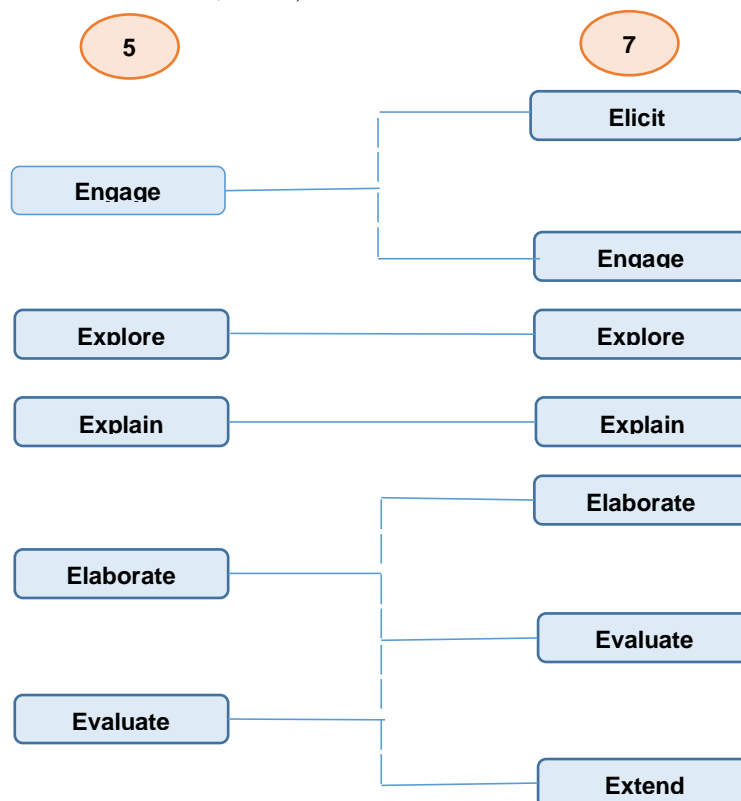 5
7
Elicit
Engage
Engage
Explore
Explore
Explain
Explain
Elaborate
Elaborate
Evaluate
Evaluate
Extend